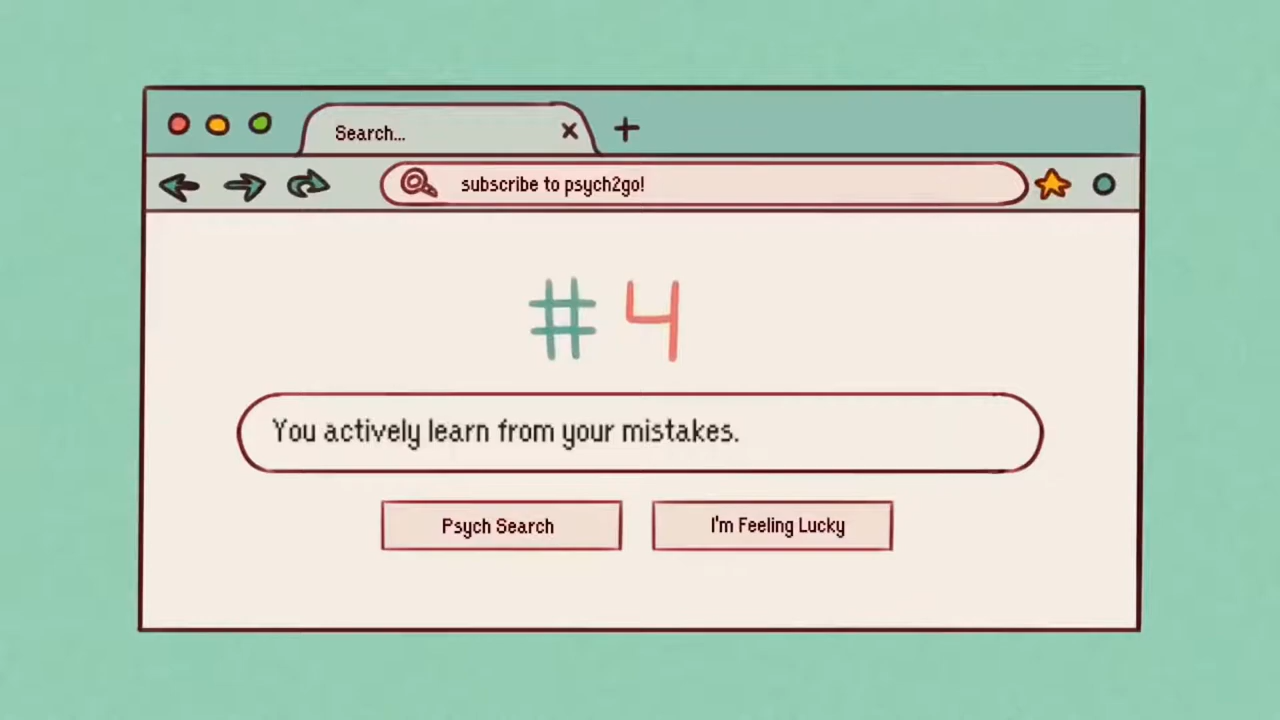 Search...
subscribe to psych2go!
#4
You actively learn from your mistakes.
Psych Search
I'm Feeling Lucky